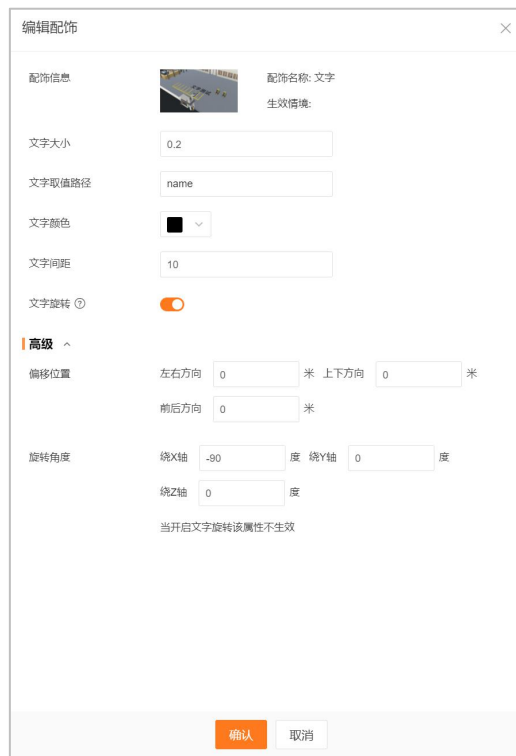 编辑配饰
配饰信息
配饰名称: 文字
生效情境:
文字大小 0.2
文字取值路径 name
文字颜色
文字间距 10
文字旋转 ?
高级
偏移位置 左右方向 0 米 上下方向 0 米
前后方向 0 米
旋转角度 绕X轴 -90 度 绕Y轴 0 度
绕Z轴 0 度
当开启文字旋转该属性不生效
确认 取消